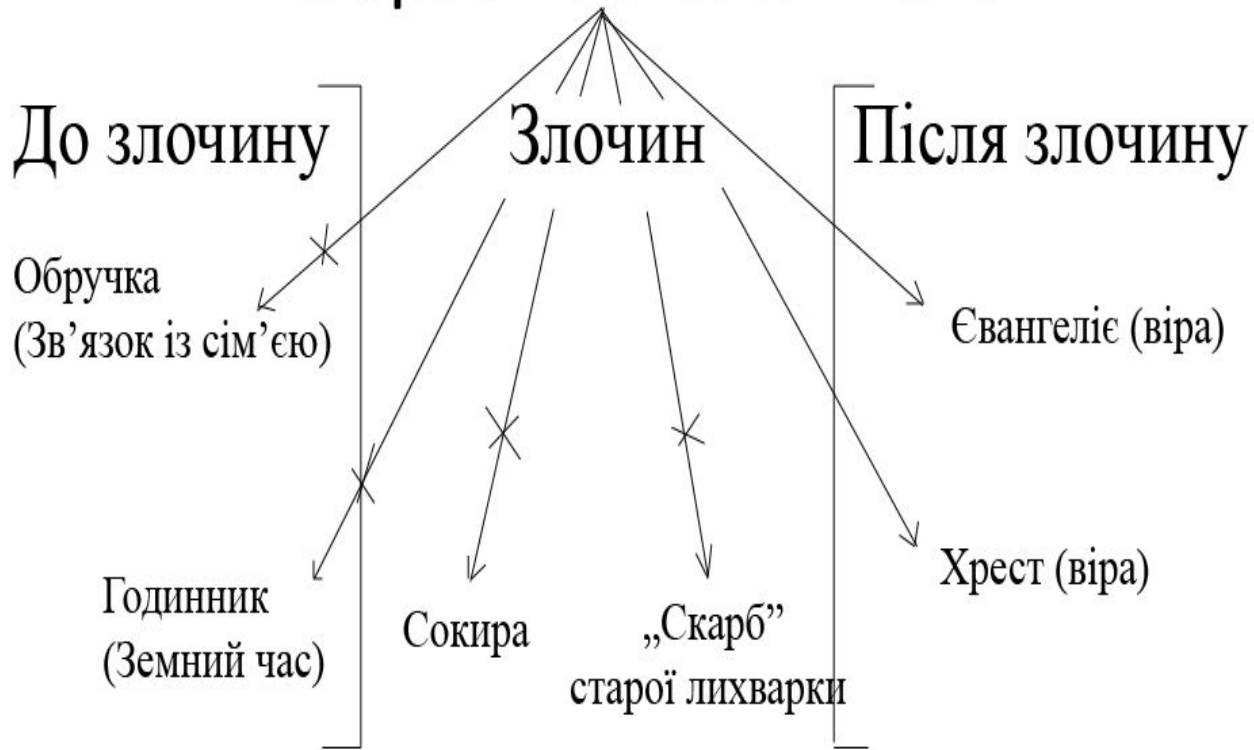 До злочину
Злочин
Після злочину
Обручка
(Зв’язок із сім’єю)
Євангеліє (віра)
Годинник
(Земний час)
Сокира
„Скарб”
старої лихварки
Хрест (віра)